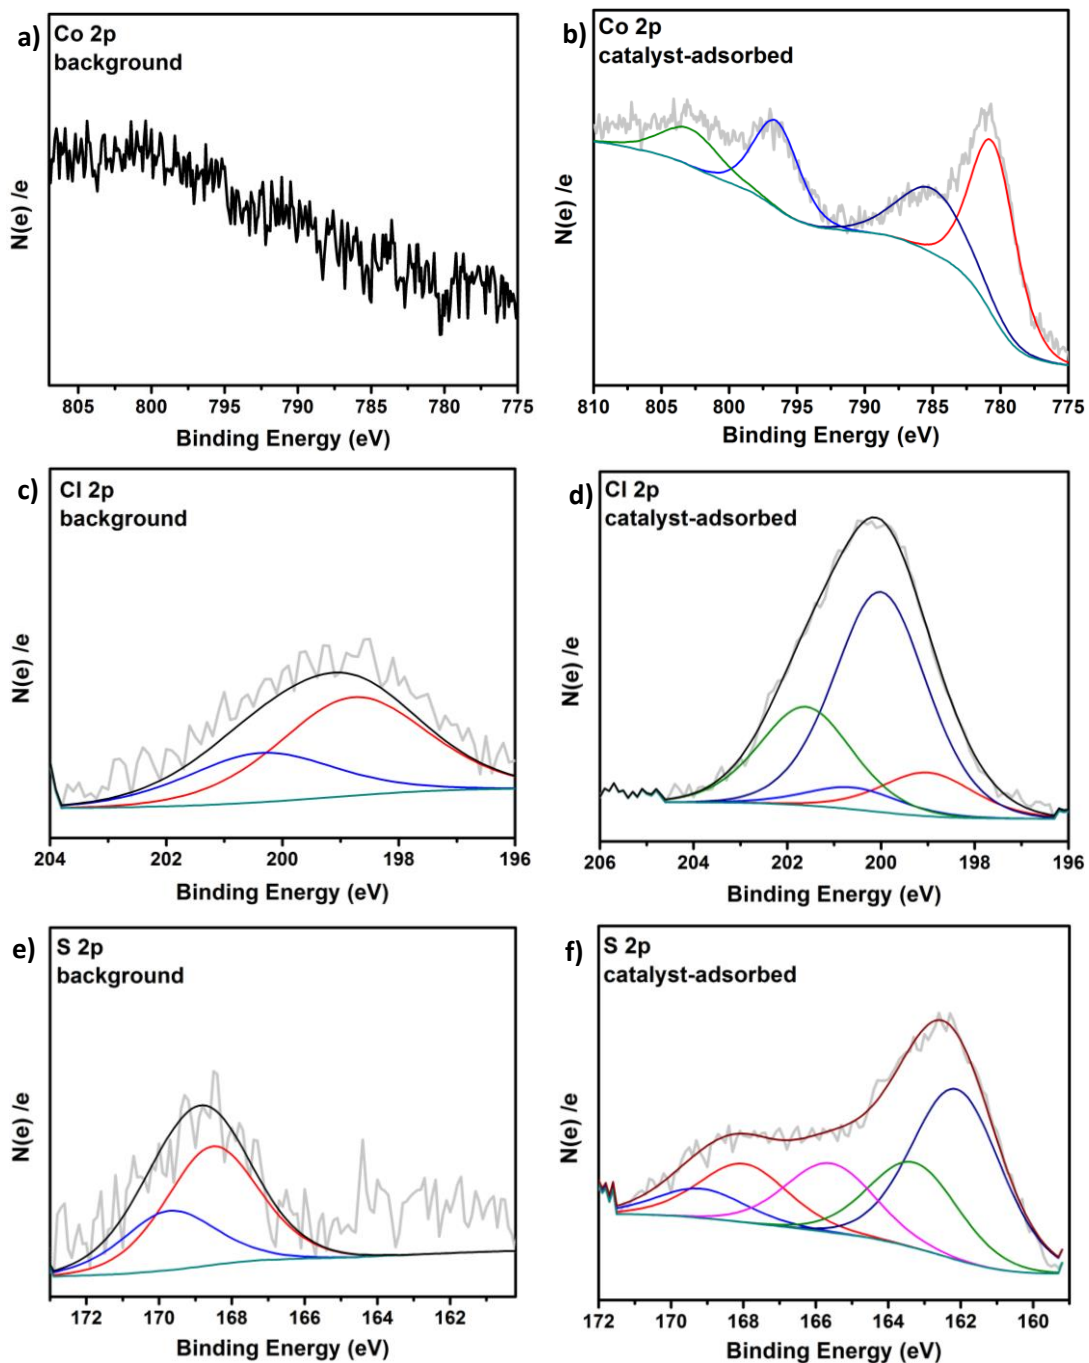 a)
Co 2p
background
N(e) /e
805 800 795 790 785 780 775
Binding Energy (eV)
b)
Co 2p
catalyst-adsorbed
N(e) /e
810 805 800 795 790 785 780 775
Binding Energy (eV)
c)
Cl 2p
background
N(e) /e
204 202 200 198 196
Binding Energy (eV)
d)
Cl 2p
catalyst-adsorbed
N(e) /e
206 204 202 200 198 196
Binding Energy (eV)
e)
S 2p
background
N(e) /e
172 170 168 166 164 162
Binding Energy (eV)
f)
S 2p
catalyst-adsorbed
N(e) /e
172 170 168 166 164 162 160
Binding Energy (eV)